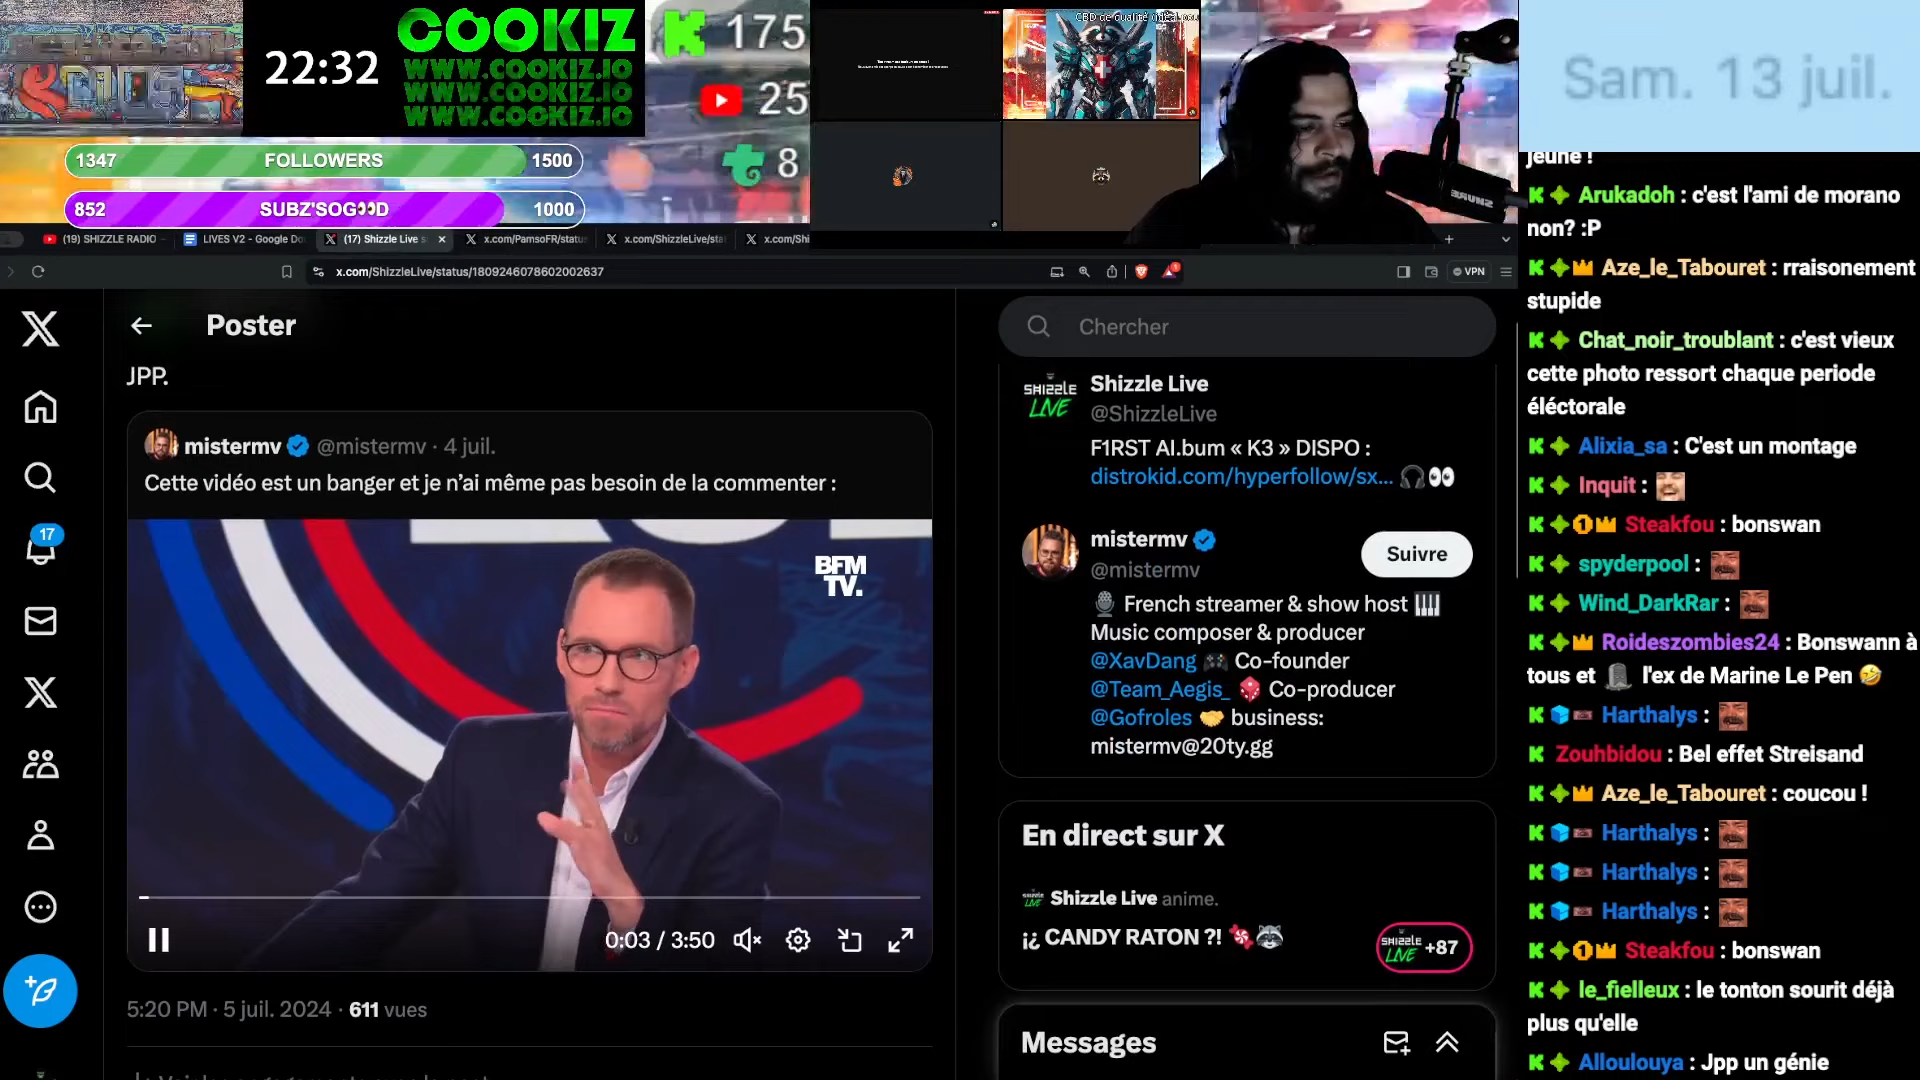 22:32
COOKIZ
WWW.COOKIZ.IO
WWW.COOKIZ.IO
WWW.COOKIZ.IO
175
25
8
1347 FOLLOWERS 1500
852 SUBZ'SOG👀D 1000
CBD de qualité idéal pou
SHURE
Sam. 13 juil.
(19) SHIZZLE RADIO
LIVES V2 - Google Do
(17) Shizzle Live s
x.com/PamsoFR/status
x.com/ShizzleLive/sta
x.com/Shi
x.com/ShizzleLive/status/1809246078602002637
VPN
Poster
JPP.
mistermv @mistermv · 4 juil.
Cette vidéo est un banger et je n’ai même pas besoin de la commenter :
BFM
TV.
0:03 / 3:50
5:20 PM · 5 juil. 2024 · 611 vues
17
Chercher
SHIZZLE
LIVE
Shizzle Live
@ShizzleLive
F1RST AI.bum « K3 » DISPO :
distrokid.com/hyperfollow/sx... 🎧👀
mistermv
@mistermv
Suivre
🎙️ French streamer & show host 🎹
Music composer & producer
@XavDang 🎮 Co-founder
@Team_Aegis_ 🎲 Co-producer
@Gofroles 🤝 business:
mistermv@20ty.gg
En direct sur X
Shizzle Live anime.
¡¿ CANDY RATON ?! 🍬🦝
SHIZZLE
LIVE
+87
Messages
jeune !
Arukadoh : c'est l'ami de morano
non? :P
Aze_le_Tabouret : rraisonement
stupide
Chat_noir_troublant : c'est vieux
cette photo ressort chaque periode
éléctorale
Alixia_sa : C'est un montage
Inquit :
Steakfou : bonswan
spyderpool :
Wind_DarkRar :
Roideszombies24 : Bonswann à
tous et 🪦 l'ex de Marine Le Pen 🤣
Harthalys :
Zouhbidou : Bel effet Streisand
Aze_le_Tabouret : coucou !
Harthalys :
Harthalys :
Harthalys :
Steakfou : bonswan
le_fielleux : le tonton sourit déjà
plus qu'elle
Alloulouya : Jpp un génie